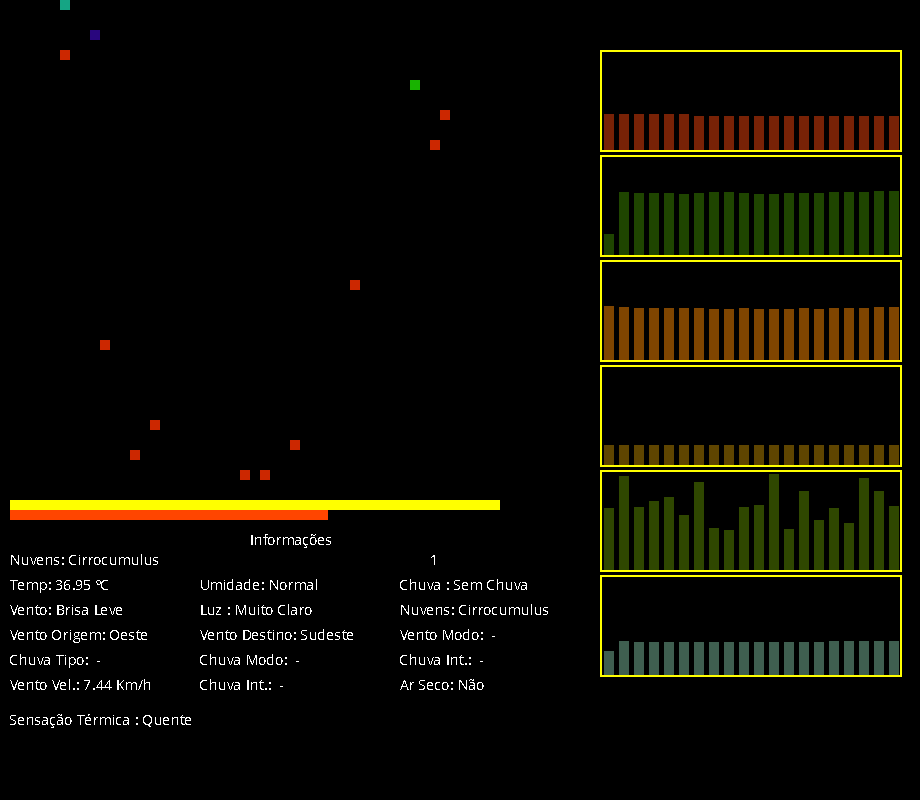 Informações
Nuvens: Cirrocumulus 1
Temp: 36.95 ºC Umidade: Normal Chuva : Sem Chuva
Vento: Brisa Leve Luz : Muito Claro Nuvens: Cirrocumulus
Vento Origem: Oeste Vento Destino: Sudeste Vento Modo: -
Chuva Tipo: - Chuva Modo: - Chuva Int.: -
Vento Vel.: 7.44 Km/h Chuva Int.: - Ar Seco: Não
Sensação Térmica : Quente